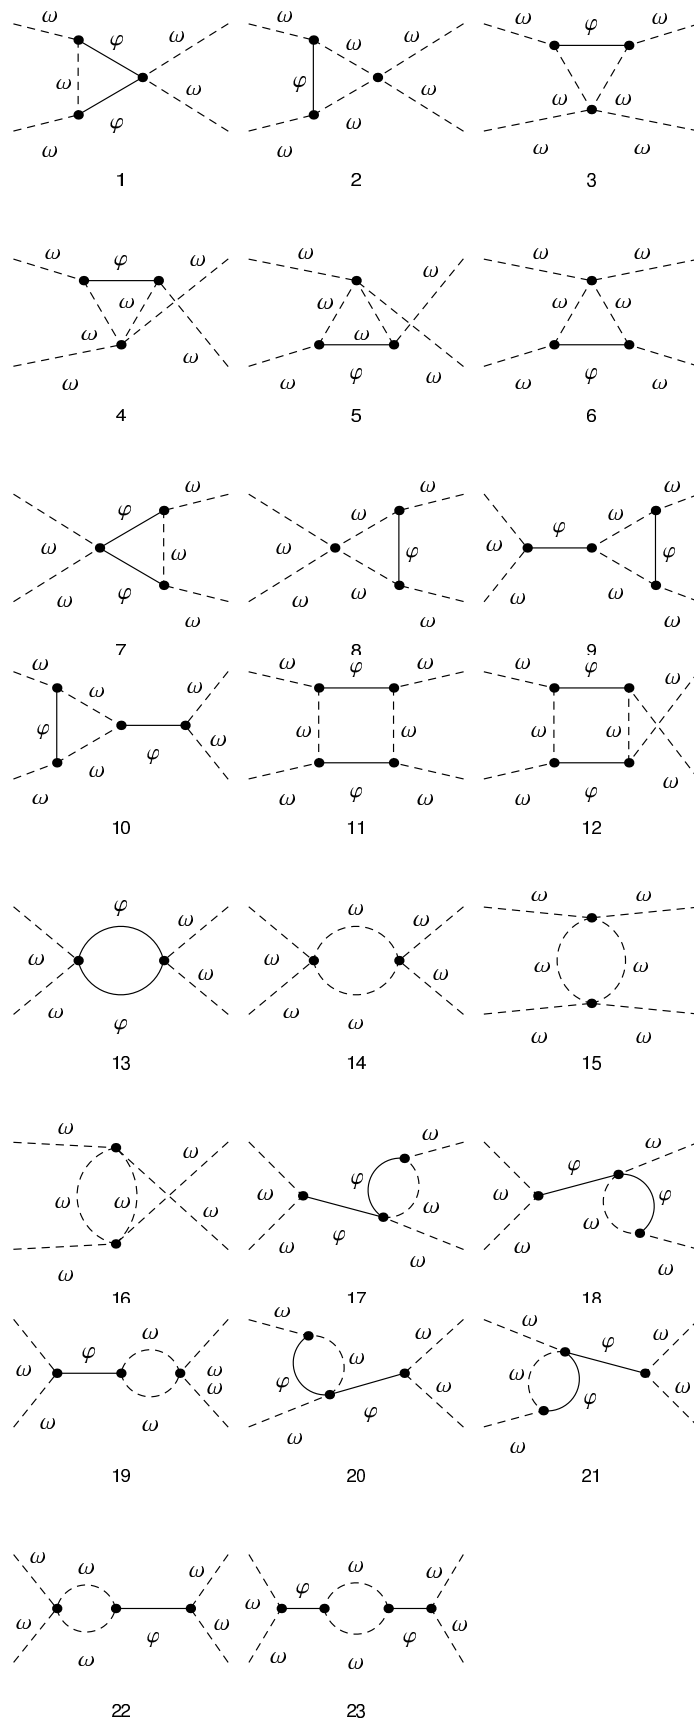 ω ω ω φ ω
φ ω ω ω
ω ω φ ω ω ω
φ ω
ω ω ω ω
1 2 3
ω φ ω ω ω ω ω
ω ω ω ω ω
ω ω
ω φ φ
ω ω ω ω ω
4 5 6
ω ω ω
φ ω φ ω
ω ω ω φ ω φ
ω φ ω ω ω ω
ω ω ω
7 8 9
ω ω ω φ ω ω φ
ω ω
φ ω ω ω ω ω
ω φ ω
ω φ ω ω φ
10 11 12
φ ω ω ω
ω ω ω ω
ω ω ω ω ω ω
φ ω ω ω
13 14 15
ω ω ω
ω φ φ
ω ω ω ω ω φ
ω ω ω φ ω ω
ω ω ω
16 17 18
ω ω ω ω
φ ω φ ω
ω ω ω ω
ω φ ω ω ω
ω ω φ φ
ω ω
19 20 21
ω ω ω ω ω
φ
ω ω ω ω
φ φ
ω ω
22 23